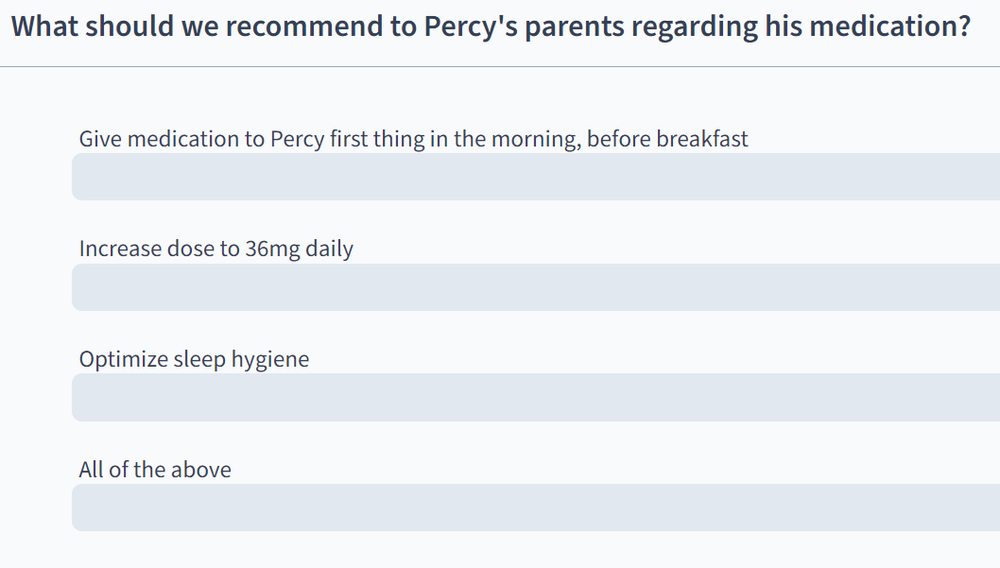 What should we recommend to Percy's parents regarding his medication?
Give medication to Percy first thing in the morning, before breakfast
Increase dose to 36mg daily
Optimize sleep hygiene
All of the above